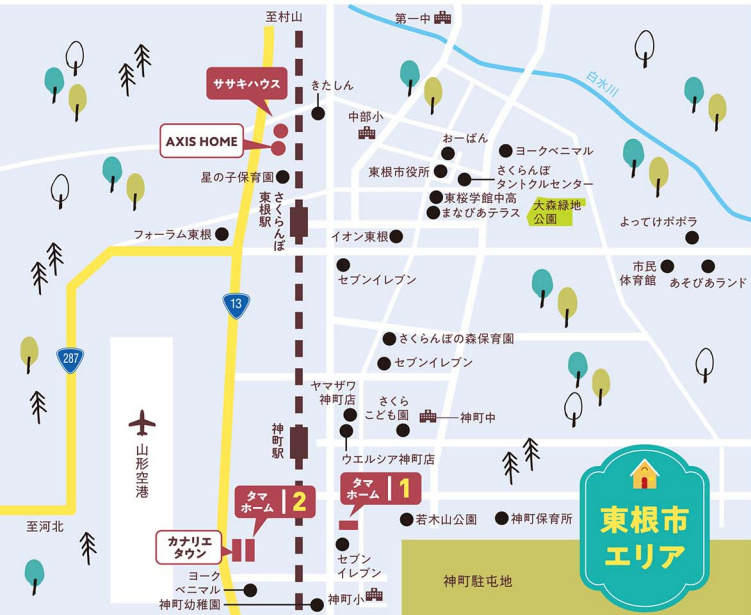 至村山
第一中
ササキハウス
きたしん
白水川
中部小
AXIS HOME
おーばん
ヨークベニマル
星の子保育園
東根市役所
さくらんぼ
タントクルセンター
東桜学館中高
まなびあテラス
大森緑地
公園
さくらんぼ
東根駅
フォーラム東根
イオン東根
よってけポポラ
セブンイレブン
市民
体育館
あそびあランド
13
287
さくらんぼの森保育園
セブンイレブン
ヤマザワ
神町店
さくら
こども園
神町中
神町駅
ウエルシア神町店
山形空港
タマ
ホーム
1
タマ
ホーム
2
若木山公園
神町保育所
東根市
エリア
至河北
カナリエ
タウン
セブン
イレブン
ヨーク
ベニマル
神町幼稚園
神町小
神町駐屯地